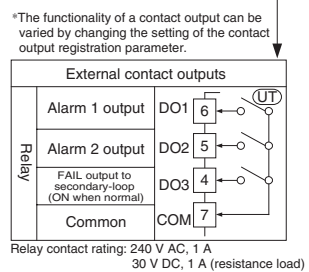 *The functionality of a contact output can be
varied by changing the setting of the contact
output registration parameter.
External contact outputs
UT
Relay
Alarm 1 output DO1 6
Alarm 2 output DO2 5
FAIL output to
secondary-loop
(ON when normal)
DO3 4
Common COM 7
Relay contact rating: 240 V AC, 1 A
30 V DC, 1 A (resistance load)